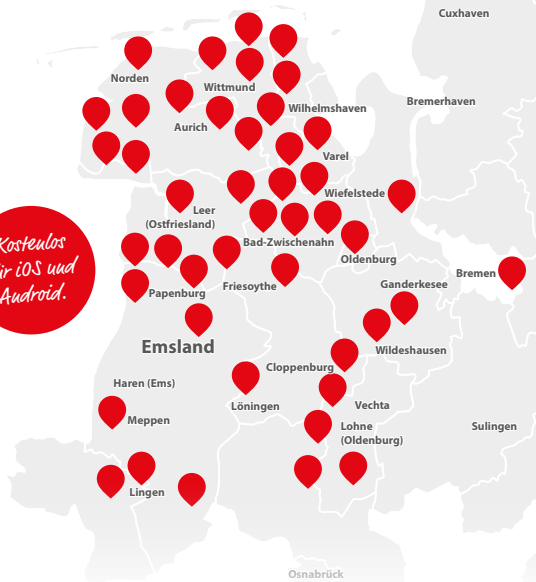 Cuxhaven
Norden
Wittmund
Bremerhaven
Wilhelmshaven
Aurich
Varel
Wiefelstede
Leer
(Ostfriesland)
Bad-Zwischenahn
Oldenburg
Kostenlos
für iOS und
Android.
Bremen
Ganderkesee
Friesoythe
Papenburg
Emsland
Wildeshausen
Cloppenburg
Haren (Ems)
Löningen
Vechta
Meppen
Lohne
(Oldenburg)
Sulingen
Lingen
Osnabrück